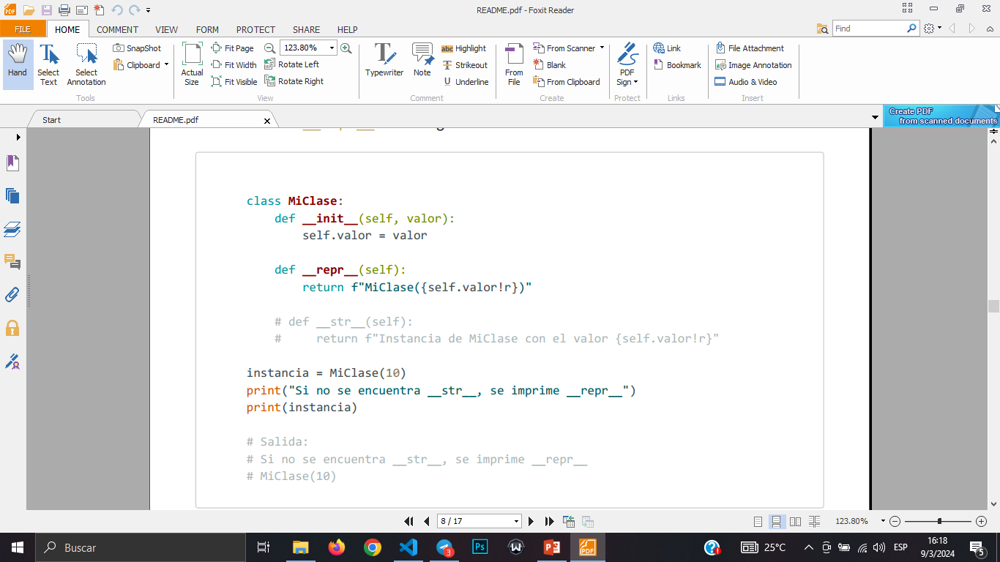 README.pdf - Foxit Reader
FILE HOME COMMENT VIEW FORM PROTECT SHARE HELP
Find
Hand
Select Text
Select Annotation
SnapShot
Clipboard
Tools
Actual Size
Fit Page
Fit Width
Fit Visible
123.80%
Rotate Left
Rotate Right
View
Typewriter
Note
abc Highlight
T Strikeout
U Underline
Comment
From File
From Scanner
Blank
From Clipboard
Create
PDF Sign
Protect
Link
Bookmark
Links
File Attachment
Image Annotation
Audio & Video
Insert
Start
README.pdf
Create PDF
from scanned documents
class MiClase:
    def __init__(self, valor):
        self.valor = valor
    def __repr__(self):
        return f"MiClase({self.valor!r})"
    # def __str__(self):
    #     return f"Instancia de MiClase con el valor {self.valor!r}"
instancia = MiClase(10)
print("Si no se encuentra __str__, se imprime __repr__")
print(instancia)
# Salida:
# Si no se encuentra __str__, se imprime __repr__
# MiClase(10)
8 / 17
123.80%
Buscar
3
Ps
PDF
25°C
ESP
16:18
9/3/2024
5